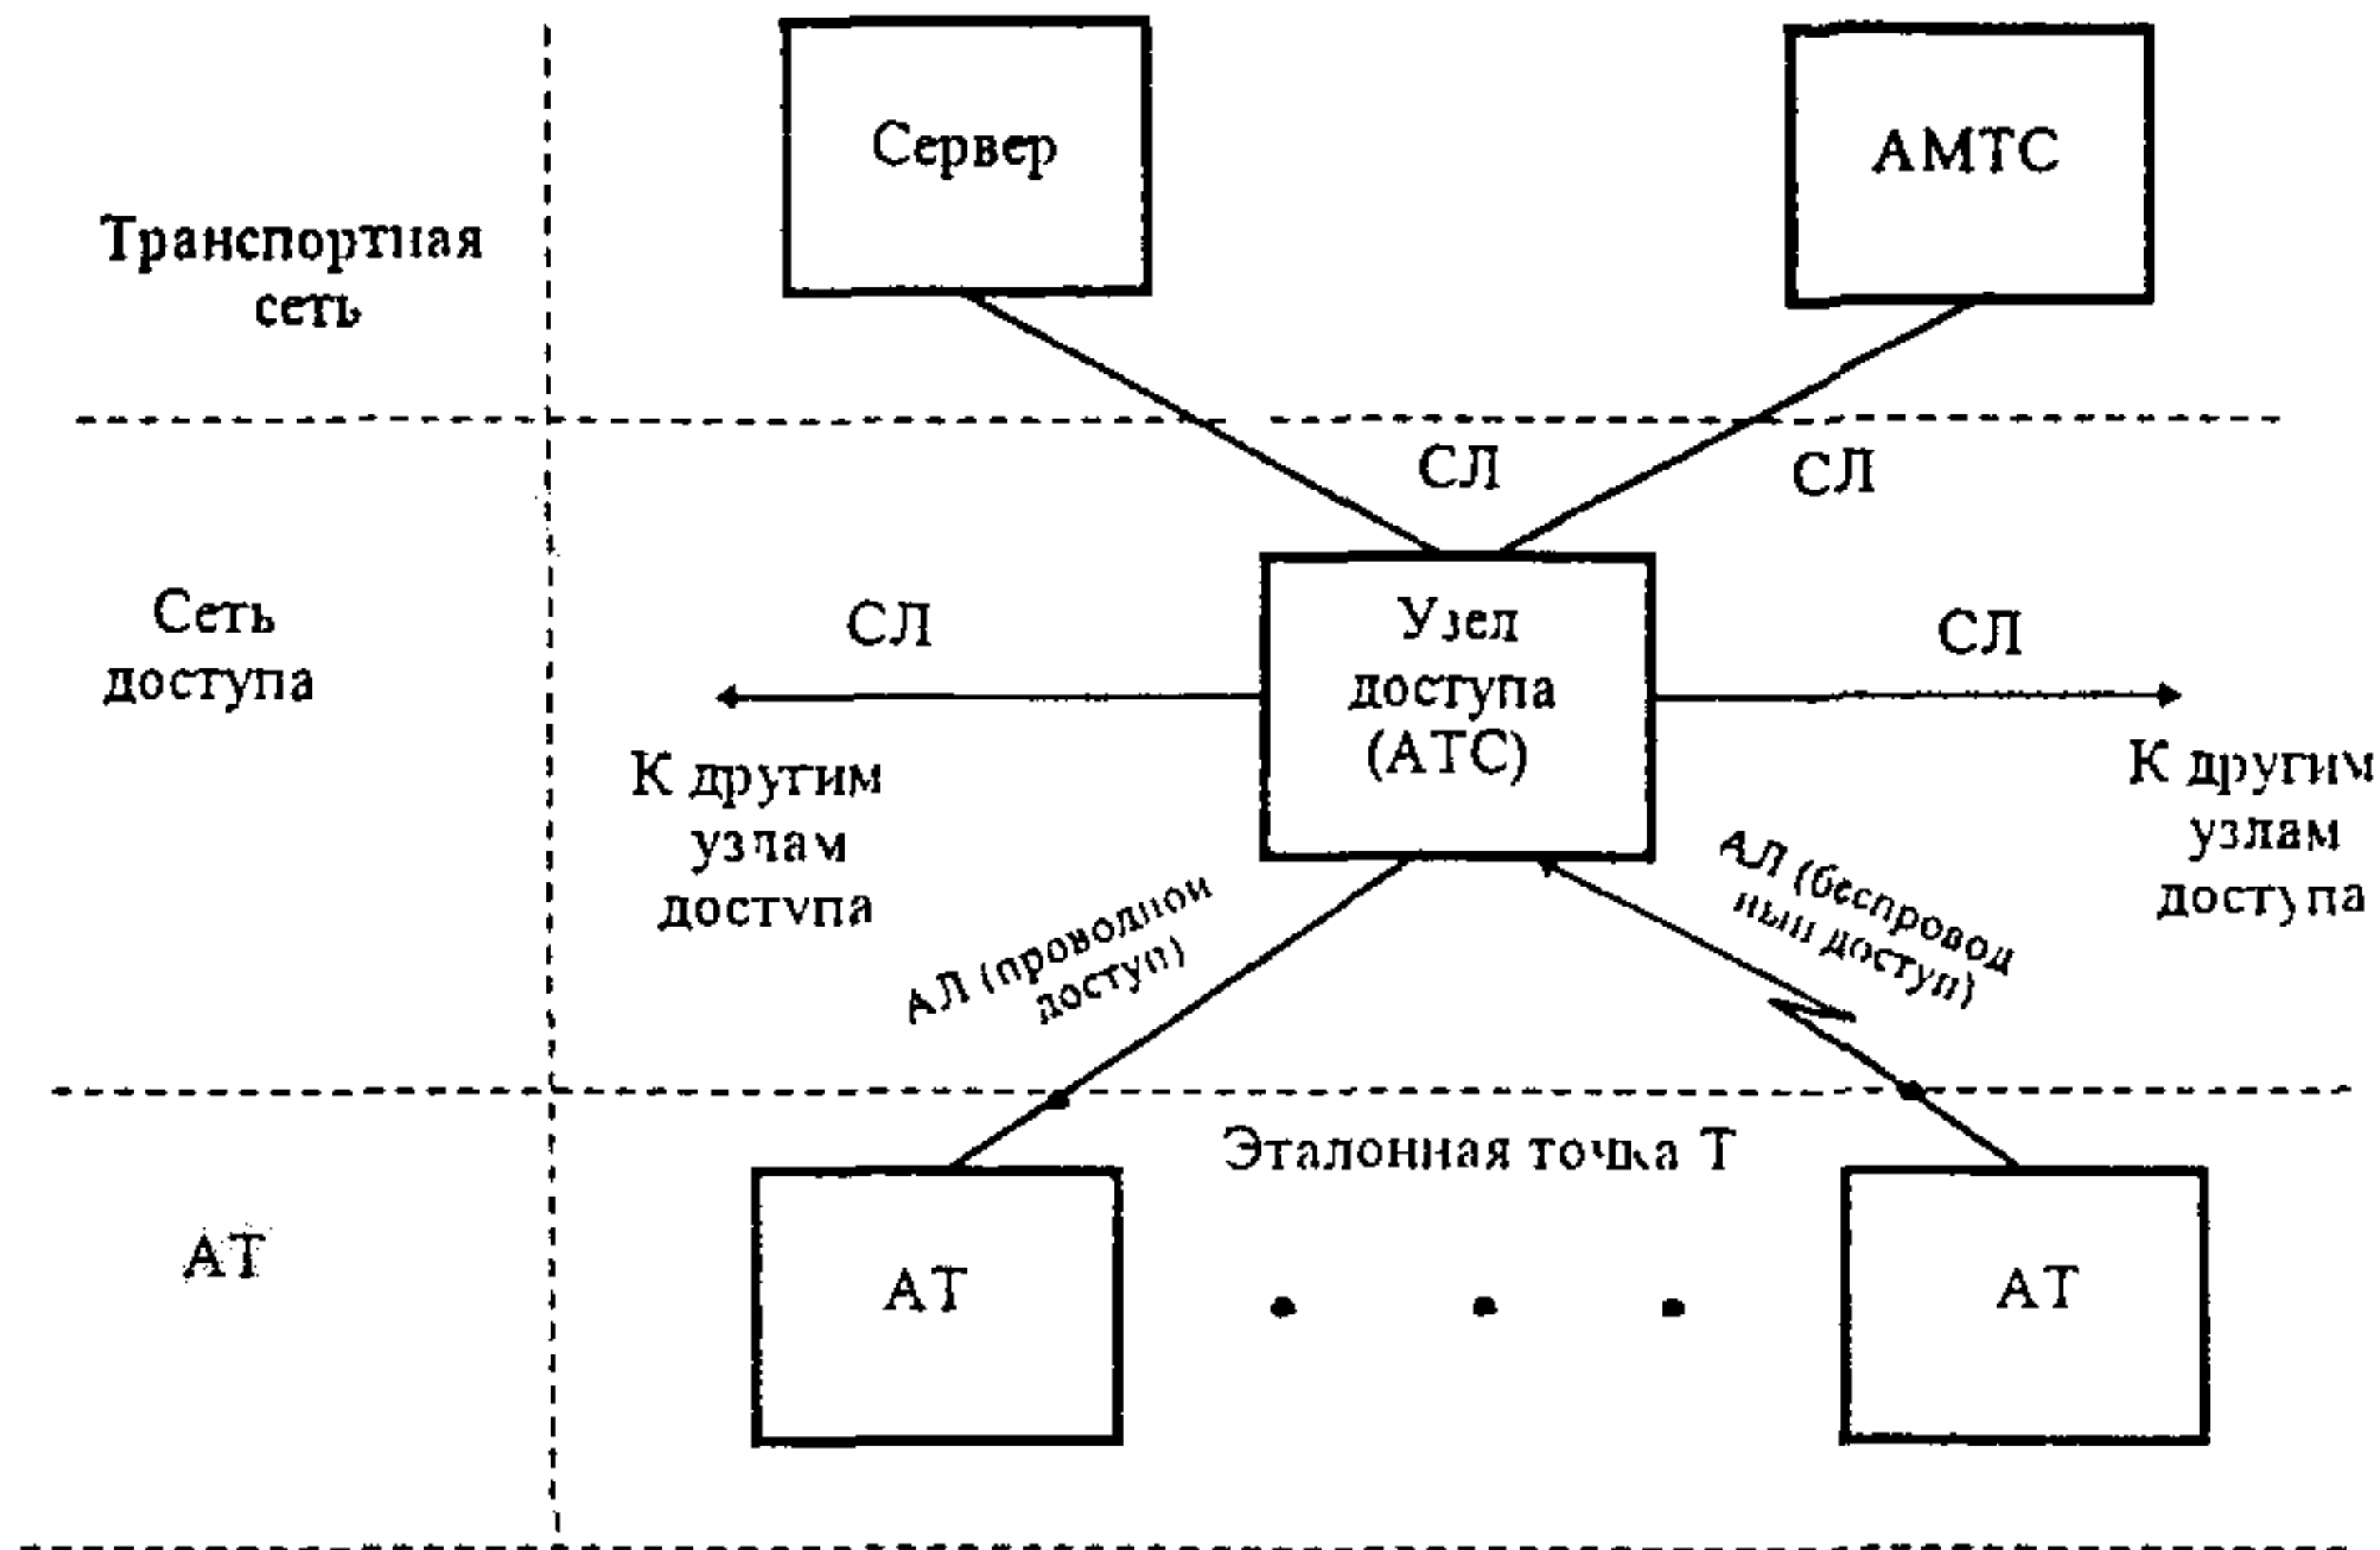 Сервер
АМТС
Транспортная
сеть
СЛ
СЛ
Сеть
доступа
СЛ
Узел
доступа
(АТС)
СЛ
К другим
узлам
доступа
К другим
узлам
доступа
АЛ (проводной
доступ)
АЛ (беспровод
ный доступ)
Эталонная точка Т
АТ
АТ
АТ